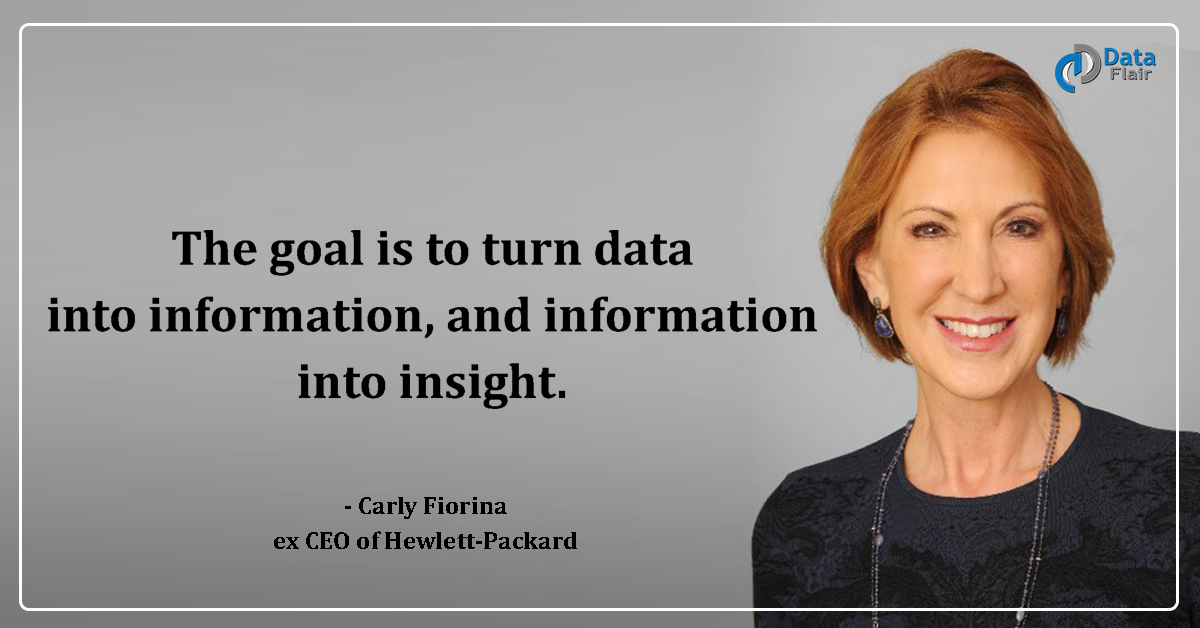 Data
Flair
The goal is to turn data
into information, and information
into insight.
- Carly Fiorina
ex CEO of Hewlett-Packard